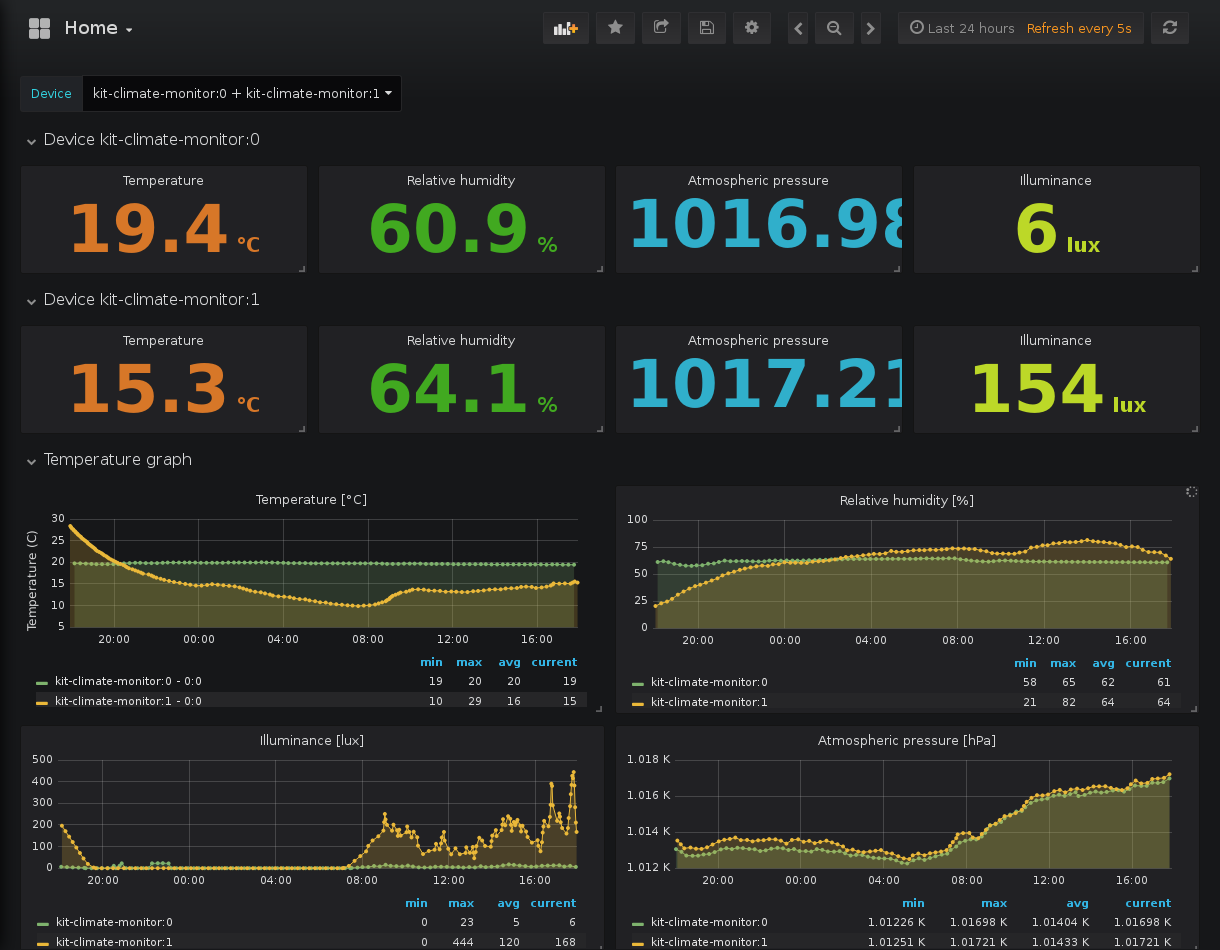 Home
Last 24 hours Refresh every 5s
Device kit-climate-monitor:0 + kit-climate-monitor:1
Device kit-climate-monitor:0
Temperature Relative humidity Atmospheric pressure Illuminance
19.4 °C 60.9 % 1016.98 6 lux
Device kit-climate-monitor:1
Temperature Relative humidity Atmospheric pressure Illuminance
15.3 °C 64.1 % 1017.21 154 lux
Temperature graph
Temperature [°C]
Temperature (C)
30
25
20
15
10
5
20:00 00:00 04:00 08:00 12:00 16:00
min max avg current
kit-climate-monitor:0 - 0:0 19 20 20 19
kit-climate-monitor:1 - 0:0 10 29 16 15
Relative humidity [%]
100
75
50
25
0
20:00 00:00 04:00 08:00 12:00 16:00
min max avg current
kit-climate-monitor:0 58 65 62 61
kit-climate-monitor:1 21 82 64 64
Illuminance [lux]
500
400
300
200
100
0
20:00 00:00 04:00 08:00 12:00 16:00
min max avg current
kit-climate-monitor:0 0 23 5 6
kit-climate-monitor:1 0 444 120 168
Atmospheric pressure [hPa]
1.018 K
1.016 K
1.014 K
1.012 K
20:00 00:00 04:00 08:00 12:00 16:00
min max avg current
kit-climate-monitor:0 1.01226 K 1.01698 K 1.01404 K 1.01698 K
kit-climate-monitor:1 1.01251 K 1.01721 K 1.01433 K 1.01721 K